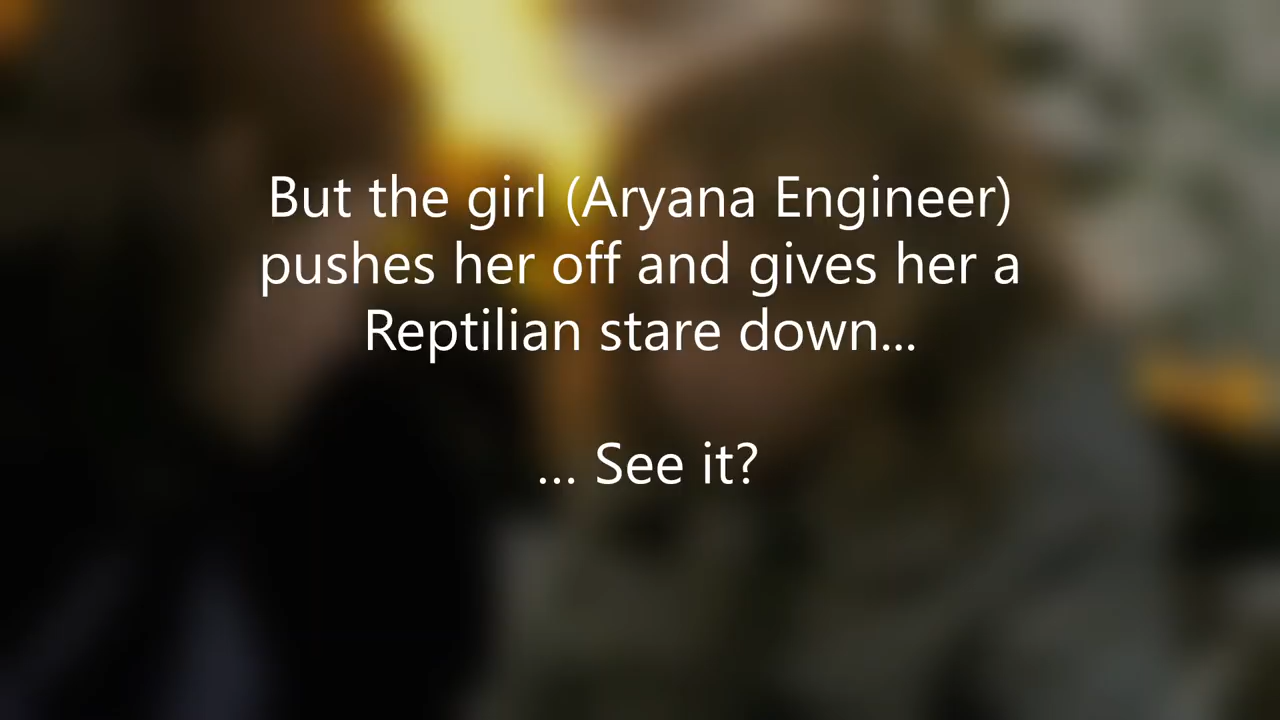 But the girl (Aryana Engineer)
pushes her off and gives her a
Reptilian stare down...
... See it?